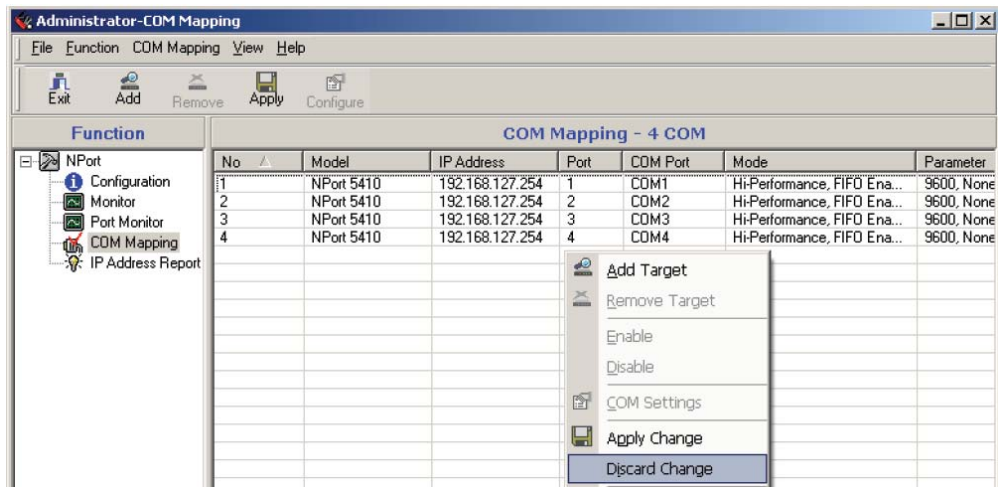 Administrator-COM Mapping
File Function COM Mapping View Help
Exit Add Remove Apply Configure
Function
COM Mapping - 4 COM
NPort
Configuration
Monitor
Port Monitor
COM Mapping
IP Address Report
No Model IP Address Port COM Port Mode Parameter
1 NPort 5410 192.168.127.254 1 COM1 Hi-Performance, FIFO Ena... 9600, None
2 NPort 5410 192.168.127.254 2 COM2 Hi-Performance, FIFO Ena... 9600, None
3 NPort 5410 192.168.127.254 3 COM3 Hi-Performance, FIFO Ena... 9600, None
4 NPort 5410 192.168.127.254 4 COM4 Hi-Performance, FIFO Ena... 9600, None
Add Target
Remove Target
Enable
Disable
COM Settings
Apply Change
Discard Change